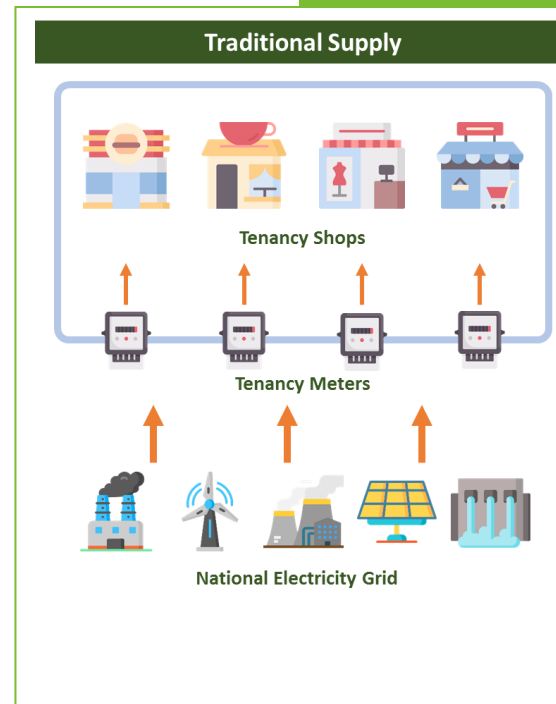 Traditional Supply
Tenancy Shops
Tenancy Meters
National Electricity Grid